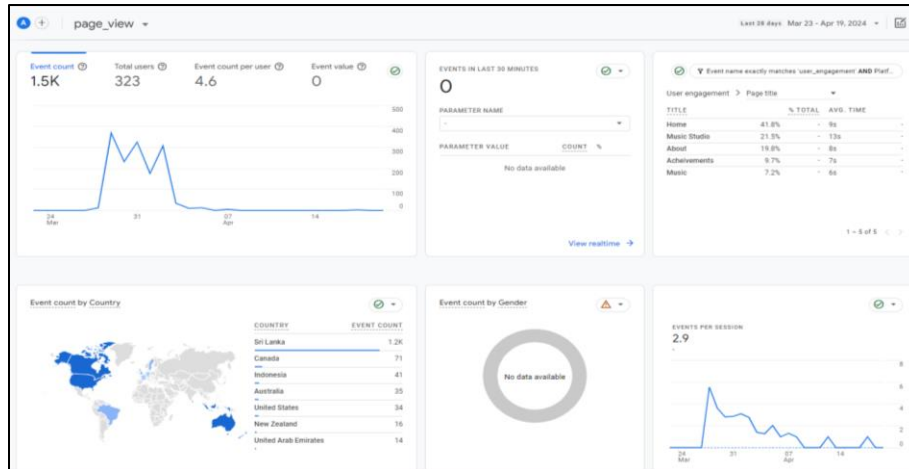 A + page_view Last 28 days Mar 23 - Apr 19, 2024
Event count Total users Event count per user Event value
1.5K 323 4.6 0
500
400
300
200
100
0
24 31 07 14
Mar Apr
EVENTS IN LAST 30 MINUTES
0
PARAMETER NAME
-
PARAMETER VALUE COUNT %
No data available
View realtime
Event name exactly matches 'user_engagement' AND Platf...
User engagement > Page title
TITLE % TOTAL AVG. TIME
Home 41.8% - 9s -
Music Studio 21.5% - 13s -
About 19.8% - 8s -
Acheivements 9.7% - 7s -
Music 7.2% - 6s -
1 – 5 of 5 < >
Event count by Country
COUNTRY EVENT COUNT
Sri Lanka 1.2K
Canada 71
Indonesia 41
Australia 35
United States 34
New Zealand 16
United Arab Emirates 14
Event count by Gender
No data available
EVENTS PER SESSION
2.9
-
8
6
4
2
0
24 31 07 14
Mar Apr